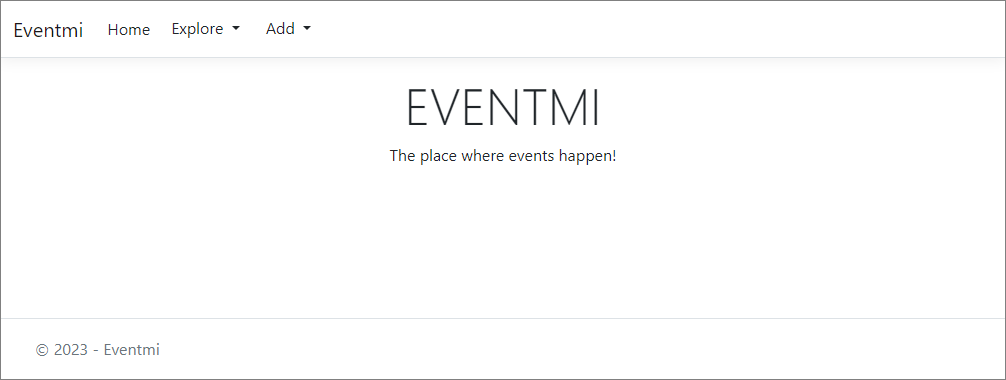 Eventmi Home Explore Add
EVENTMI
The place where events happen!
© 2023 - Eventmi